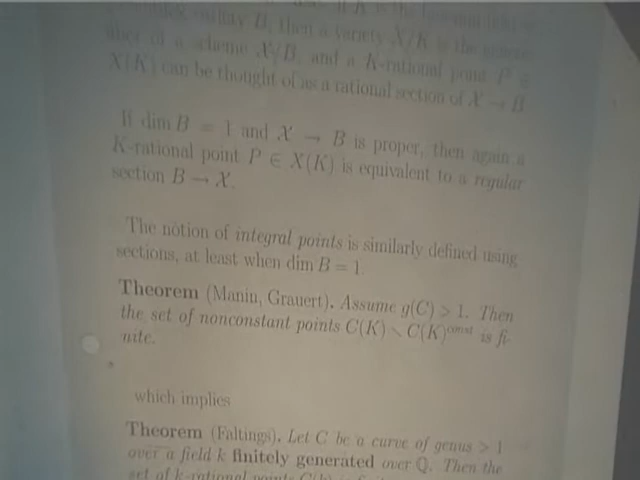 variety B, then a variety X/K is the generic
fiber of a scheme 𝒳/B, and a K-rational point P ∈
X(K) can be thought of as a rational section of 𝒳 → B.
If dim B = 1 and 𝒳 → B is proper, then again a
K-rational point P ∈ X(K) is equivalent to a regular
section B → 𝒳.
The notion of integral points is similarly defined using
sections, at least when dim B = 1.
Theorem (Manin, Grauert). Assume g(C) > 1. Then
the set of nonconstant points C(K) ∖ C(K)^const is fi-
nite.
which implies
Theorem (Faltings). Let C be a curve of genus > 1
over a field k finitely generated over ℚ. Then the
set of k-rational points C(k)